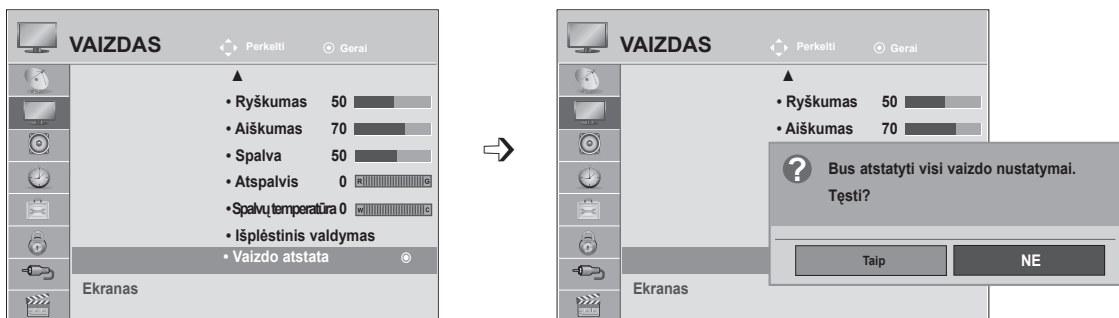 VAIZDAS Perkelti Gerai
▲
• Ryškumas 50
• Aiškumas 70
• Spalva 50
• Atspalvis 0 R G
• Spalvų temperatūra 0 W C
• Išplėstinis valdymas
• Vaizdo atstata
Ekranas
VAIZDAS Perkelti Gerai
▲
• Ryškumas 50
• Aiškumas 70
? Bus atstatyti visi vaizdo nustatymai.
Tęsti?
Taip NE
Ekranas